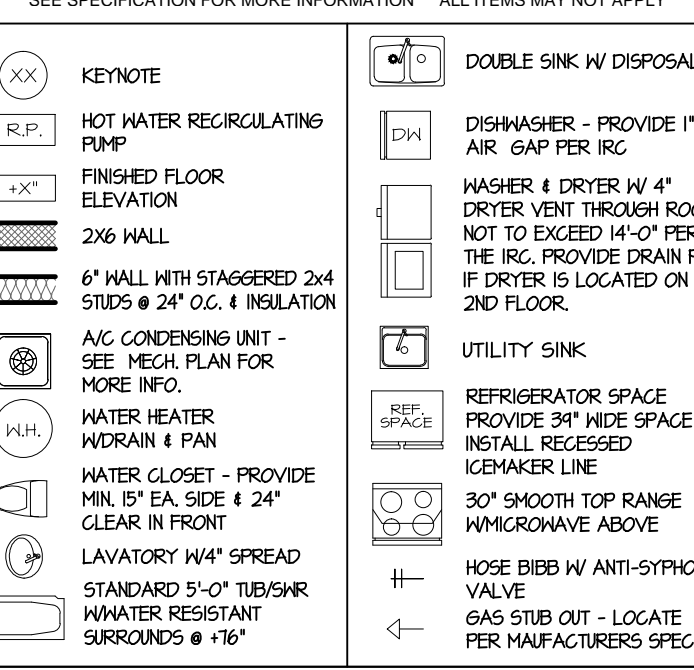 SEE SPECIFICATION FOR MORE INFORMATION ALL ITEMS MAY NOT APPLY
XX KEYNOTE
R.P. HOT WATER RECIRCULATING
PUMP
+X" FINISHED FLOOR
ELEVATION
2X6 WALL
6" WALL WITH STAGGERED 2x4
STUDS @ 24" O.C. & INSULATION
A/C CONDENSING UNIT -
SEE MECH. PLAN FOR
MORE INFO.
W.H. WATER HEATER
W/DRAIN & PAN
WATER CLOSET - PROVIDE
MIN. 15" EA. SIDE & 24"
CLEAR IN FRONT
LAVATORY W/4" SPREAD
STANDARD 5'-0" TUB/SWR
W/WATER RESISTANT
SURROUNDS @ +76"
DOUBLE SINK W/ DISPOSAL
DW DISHWASHER - PROVIDE 1"
AIR GAP PER IRC
WASHER & DRYER W/ 4"
DRYER VENT THROUGH
NOT TO EXCEED 14'-0" PER
THE IRC. PROVIDE DRAIN
IF DRYER IS LOCATED ON
2ND FLOOR.
UTILITY SINK
REF.
SPACE
REFRIGERATOR SPACE
PROVIDE 39" WIDE SPACE
INSTALL RECESSED
ICEMAKER LINE
30" SMOOTH TOP RANGE
W/MICROWAVE ABOVE
HOSE BIBB W/ ANTI-SYPHO
VALVE
GAS STUB OUT - LOCATE
PER MAUFACTURERS SPEC